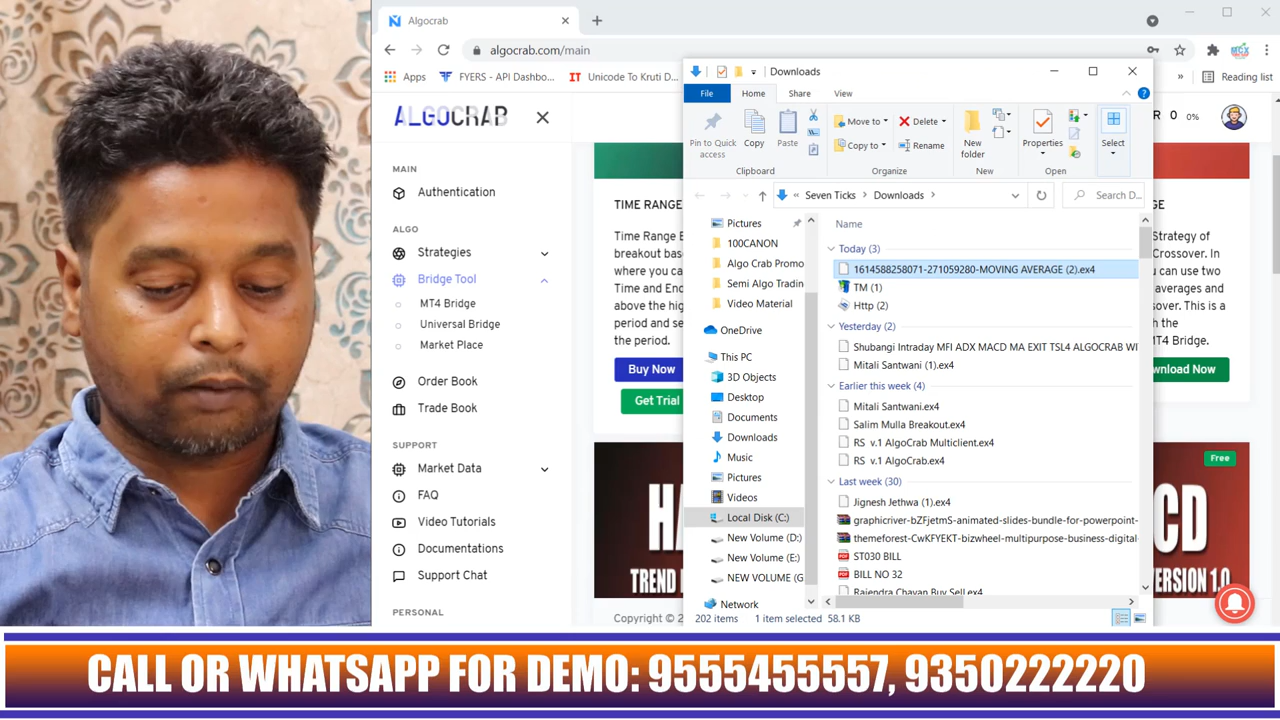 Algocrab
algocrab.com/main
Apps
FYERS - API Dashbo...
Unicode To Kruti D...
»
Reading list
ALGOCRAB
MAIN
Authentication
ALGO
Strategies
Bridge Tool
MT4 Bridge
Universal Bridge
Market Place
Order Book
Trade Book
SUPPORT
Market Data
FAQ
Video Tutorials
Documentations
Support Chat
PERSONAL
R 0 0%
TIME RANGE
Time Range B
breakout bas
where you ca
Time and Enc
above the hig
period and se
the period.
Buy Now
Get Trial
TREND
Copyright © 2
Downloads
File
Home
Share
View
Pin to Quick
access
Copy
Paste
Clipboard
Move to
Copy to
Delete
Rename
Organize
New
folder
New
Properties
Open
Select
« Seven Ticks > Downloads >
Search D...
Pictures
100CANON
Algo Crab Promo
Semi Algo Tradin
Video Material
OneDrive
This PC
3D Objects
Desktop
Documents
Downloads
Music
Pictures
Videos
Local Disk (C:)
New Volume (D:)
New Volume (E:)
NEW VOLUME (G
Network
Name
Today (3)
1614588258071-271059280-MOVING AVERAGE (2).ex4
TM (1)
Http (2)
Yesterday (2)
Shubangi Intraday MFI ADX MACD MA EXIT TSL4 ALGOCRAB WI
Mitali Santwani (1).ex4
Earlier this week (4)
Mitali Santwani.ex4
Salim Mulla Breakout.ex4
RS v.1 AlgoCrab Multiclient.ex4
RS v.1 AlgoCrab.ex4
Last week (30)
Jignesh Jethwa (1).ex4
graphicriver-bZFjetmS-animated-slides-bundle-for-powerpoint-
themeforest-CwKFYEKT-bizwheel-multipurpose-business-digital-
ST030 BILL
BILL NO 32
Rajendra Chavan Buy Sell.ex4
202 items
1 item selected 58.1 KB
GE
Strategy of
Crossover. In
u can use two
averages and
over. This is a
h the
MT4 Bridge.
wnload Now
Free
CD
VERSION 1.0
CALL OR WHATSAPP FOR DEMO: 9555455557, 9350222220